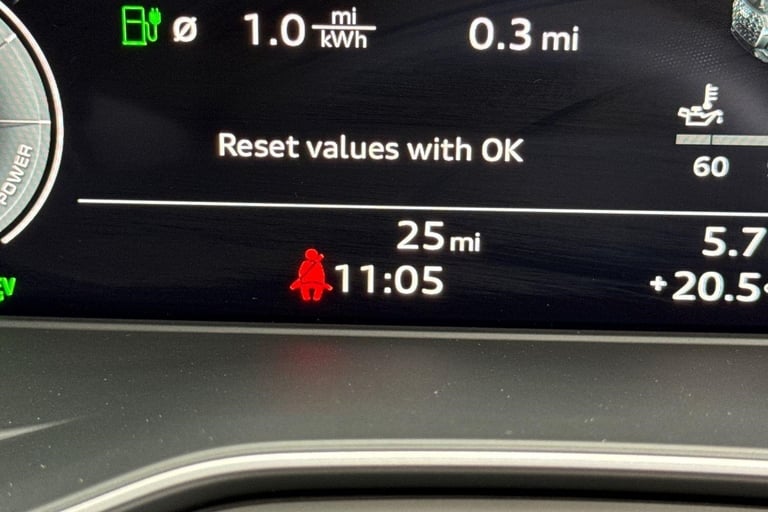 Ø 1.0 mi/kWh 0.3 mi
Reset values with OK
60
POWER
25 mi 5.7
11:05 +20.5
EV